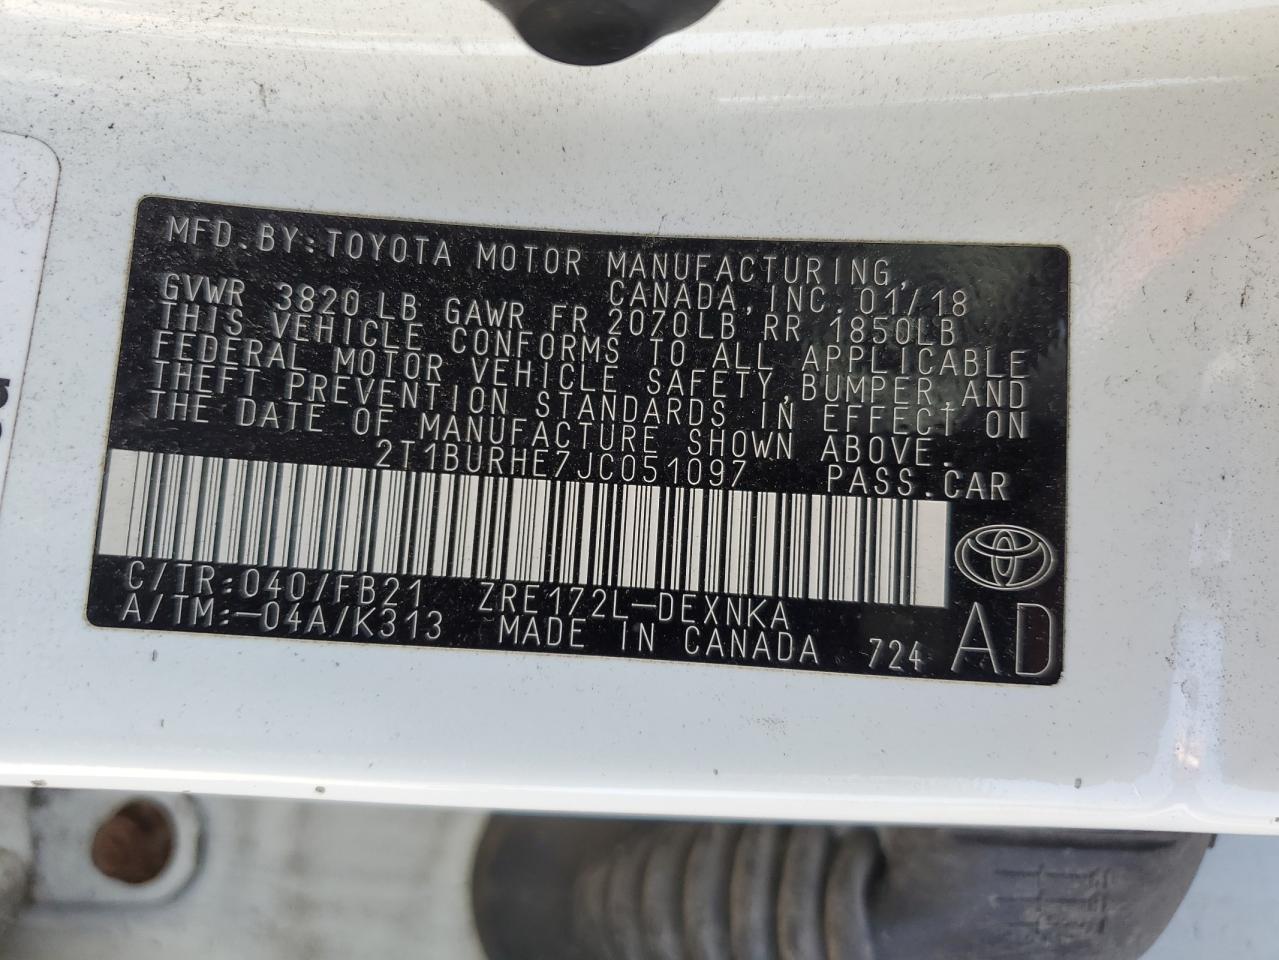 MFD.BY:TOYOTA MOTOR MANUFACTURING,
CANADA,INC.01/18
GVWR 3820LB GAWR FR 2070LB RR 1850LB
THIS VEHICLE CONFORMS TO ALL APPLICABLE
FEDERAL MOTOR VEHICLE SAFETY,BUMPER,AND
THEFT PREVENTION STANDARDS IN EFFECT ON
THE DATE OF MANUFACTURE SHOWN ABOVE.
2T1BURHE7JC051097 PASS.CAR
C/TR:040/FB21 ZRE172L-DEXNKA
A/TM:-04A/K313 MADE IN CANADA 724 AD